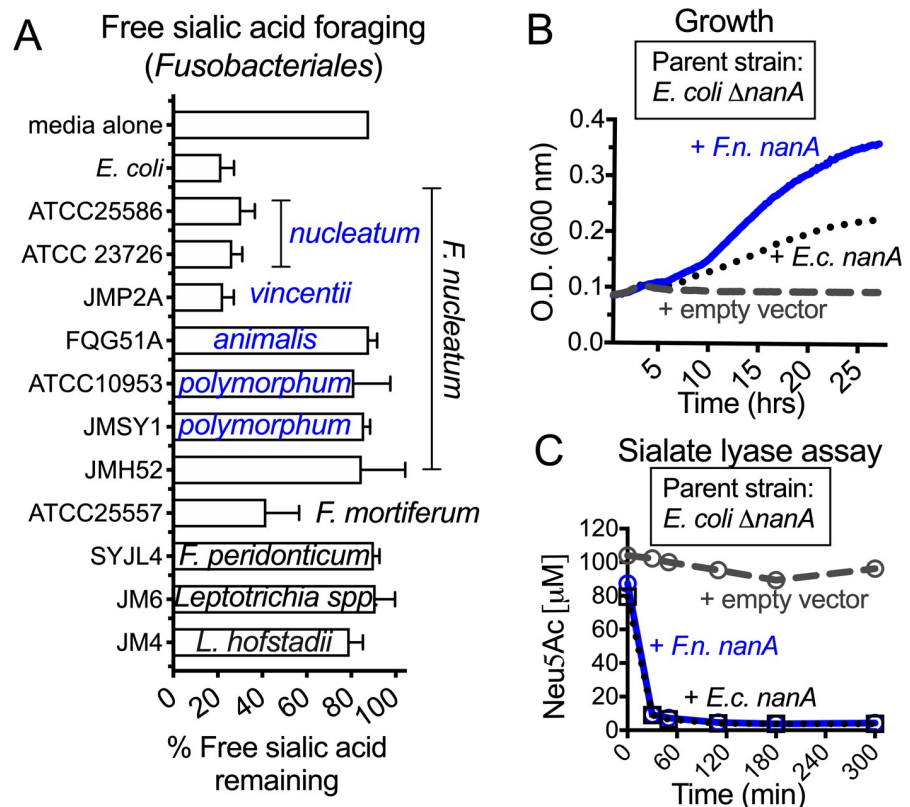 A
Free sialic acid foraging
(Fusobacteriales)
media alone
E. coli
ATCC25586
ATCC 23726
nucleatum
JMP2A
vincentii
FQG51A
animalis
ATCC10953
polymorphum
JMSY1
polymorphum
JMH52
F. nucleatum
ATCC25557
F. mortiferum
SYJL4
F. peridonticum
JM6
Leptotrichia spp
JM4
L. hofstadii
0
20
40
60
80
100
% Free sialic acid
remaining
B
Growth
Parent strain:
E. coli ΔnanA
O.D. (600 nm)
0.4
0.3
0.2
0.1
0.0
+ F.n. nanA
+ E.c. nanA
+ empty vector
5
10
15
20
25
Time (hrs)
C
Sialate lyase assay
Parent strain:
E. coli ΔnanA
Neu5Ac [µM]
120
100
80
60
40
20
0
+ empty vector
+ F.n. nanA
+ E.c. nanA
0
60
120
180
240
300
Time (min)